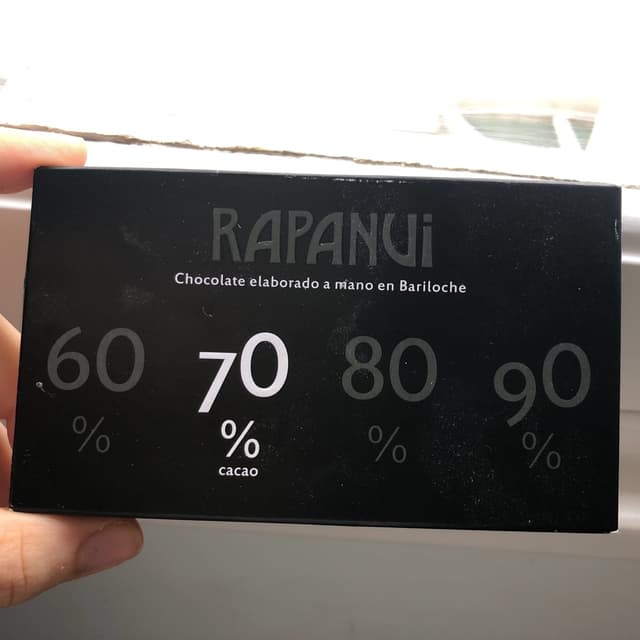 RAPANUi
Chocolate elaborado a mano en Bariloche
60 70 80 90
% % % %
cacao